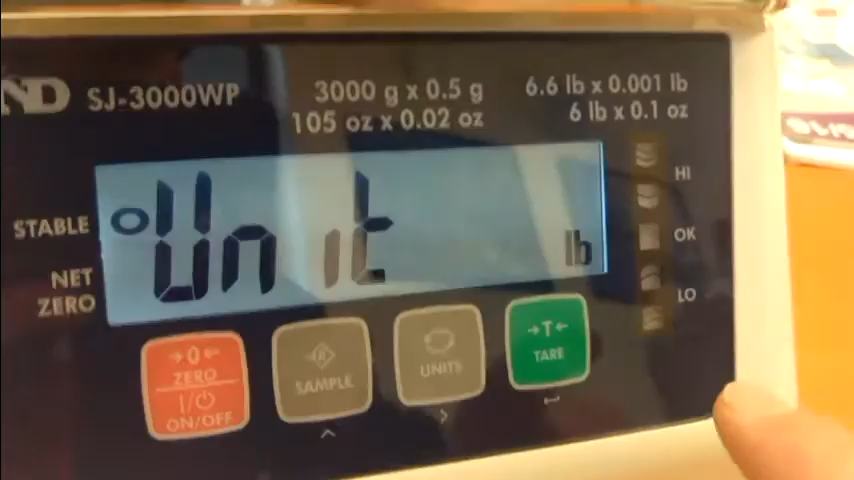 ND SJ-3000WP
3000 g x 0.5 g
6.6 lb x 0.001 lb
105 oz x 0.02 oz
6 lb x 0.1 oz
STABLE
NET
ZERO
Unit
lb
HI
OK
LO
→0←
ZERO
I/⏻
ON/OFF
SAMPLE
UNITS
→T←
TARE